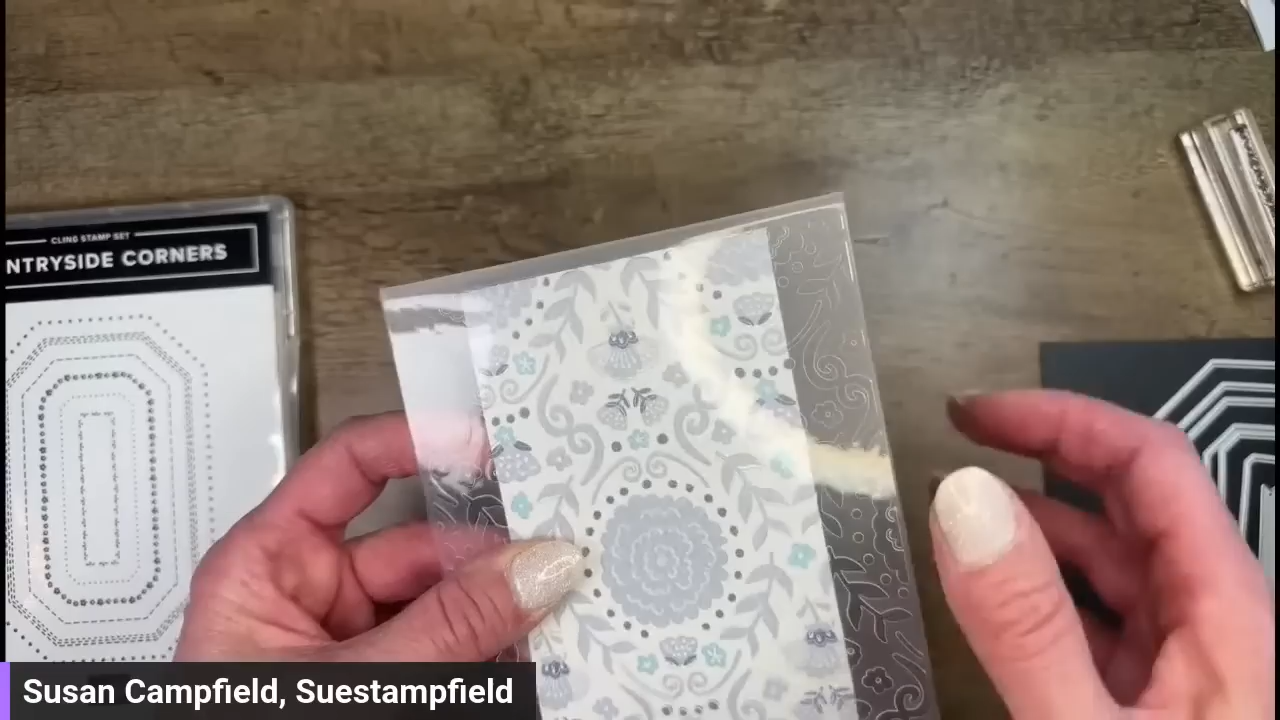 CLING STAMP SET
NTRYSIDE CORNERS
Susan Campfield, Suestampfield